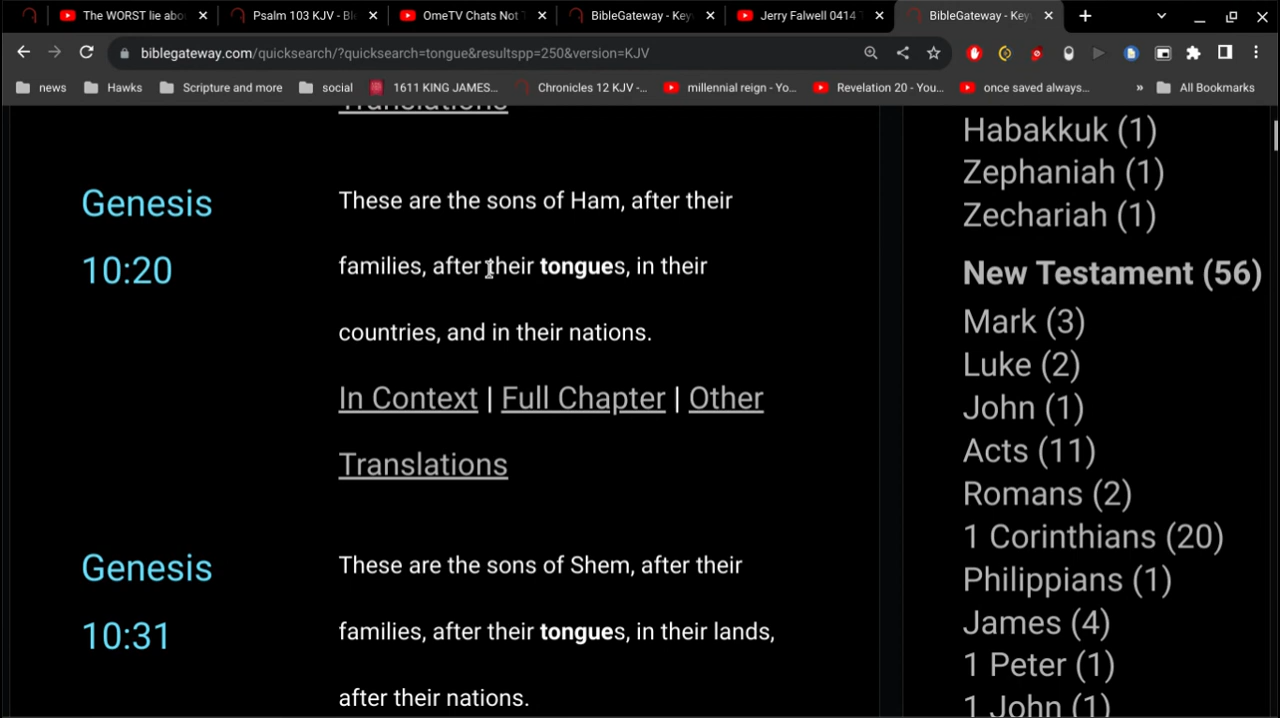 The WORST lie abo
Psalm 103 KJV - Bl
OmeTV Chats Not
BibleGateway - Key
Jerry Falwell 0414
BibleGateway - Key
biblegateway.com/quicksearch/?quicksearch=tongue&resultspp=250&version=KJV
news
Hawks
Scripture and more
social
1611 KING JAMES...
Chronicles 12 KJV -...
millennial reign - Yo...
Revelation 20 - You...
once saved always...
»
All Bookmarks
Translations
Genesis
10:20
These are the sons of Ham, after their
families, after their tongues, in their
countries, and in their nations.
In Context | Full Chapter | Other
Translations
Genesis
10:31
These are the sons of Shem, after their
families, after their tongues, in their lands,
after their nations.
Habakkuk (1)
Zephaniah (1)
Zechariah (1)
New Testament (56)
Mark (3)
Luke (2)
John (1)
Acts (11)
Romans (2)
1 Corinthians (20)
Philippians (1)
James (4)
1 Peter (1)
1 John (1)